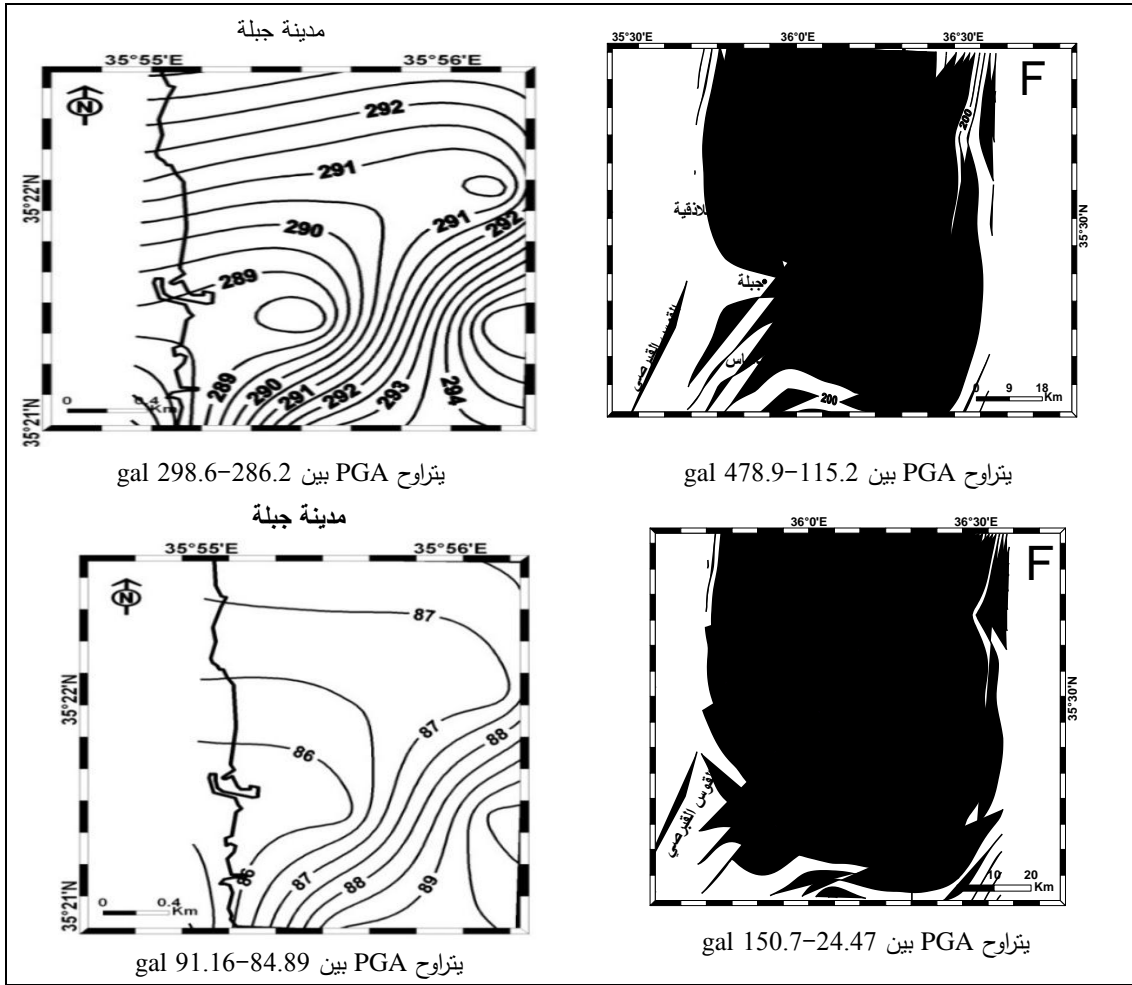 مدينة جبلة
35°55'E 35°56'E
N
35°22'N
35°21'N
292
291
291
292
290
289
289
290
291
292
293
294
0 0.4
Km
يتراوح PGA بين 286.2-298.6 gal
35°30'E 36°0'E 36°30'E
F
200
35°30'N
جبلة
القوس القبرصي
200
0 9 18
Km
يتراوح PGA بين 115.2-478.9 gal
مدينة جبلة
35°55'E 35°56'E
N
35°22'N
35°21'N
87
87
88
86
86
87
88
89
0 0.4
Km
يتراوح PGA بين 84.89-91.16 gal
36°0'E 36°30'E
F
35°30'N
القوس القبرصي
10 20
Km
يتراوح PGA بين 24.47-150.7 gal